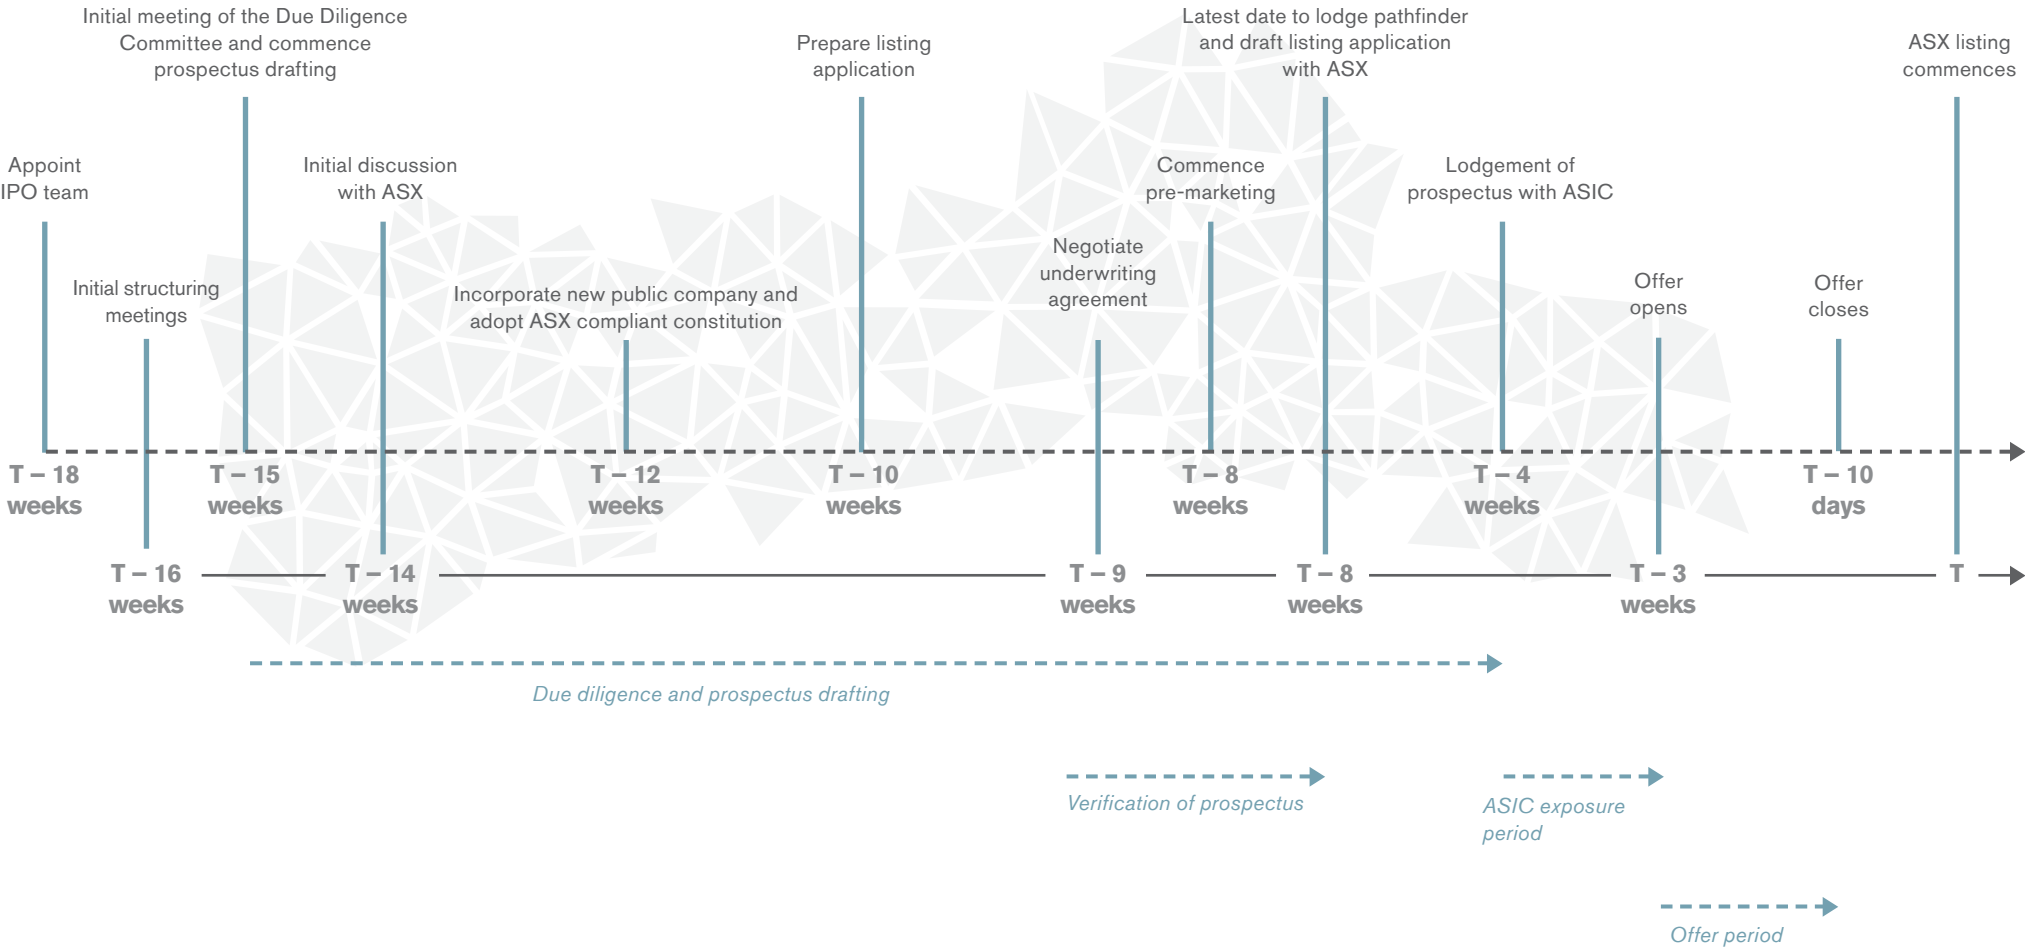 Initial meeting of the Due Diligence
Committee and commence
prospectus drafting
Prepare listing
application
Latest date to lodge pathfinder
and draft listing application
with ASX
ASX listing
commences
Appoint
IPO team
Initial discussion
with ASX
Commence
pre-marketing
Lodgement of
prospectus with ASIC
Initial structuring
meetings
Incorporate new public company and
adopt ASX compliant constitution
Negotiate
underwriting
agreement
Offer
opens
Offer
closes
T – 18
weeks
T – 15
weeks
T – 12
weeks
T – 10
weeks
T – 8
weeks
T – 4
weeks
T – 10
days
T – 16
weeks
T – 14
weeks
T – 9
weeks
T – 8
weeks
T – 3
weeks
T
Due diligence and prospectus drafting
Verification of prospectus
ASIC exposure
period
Offer period